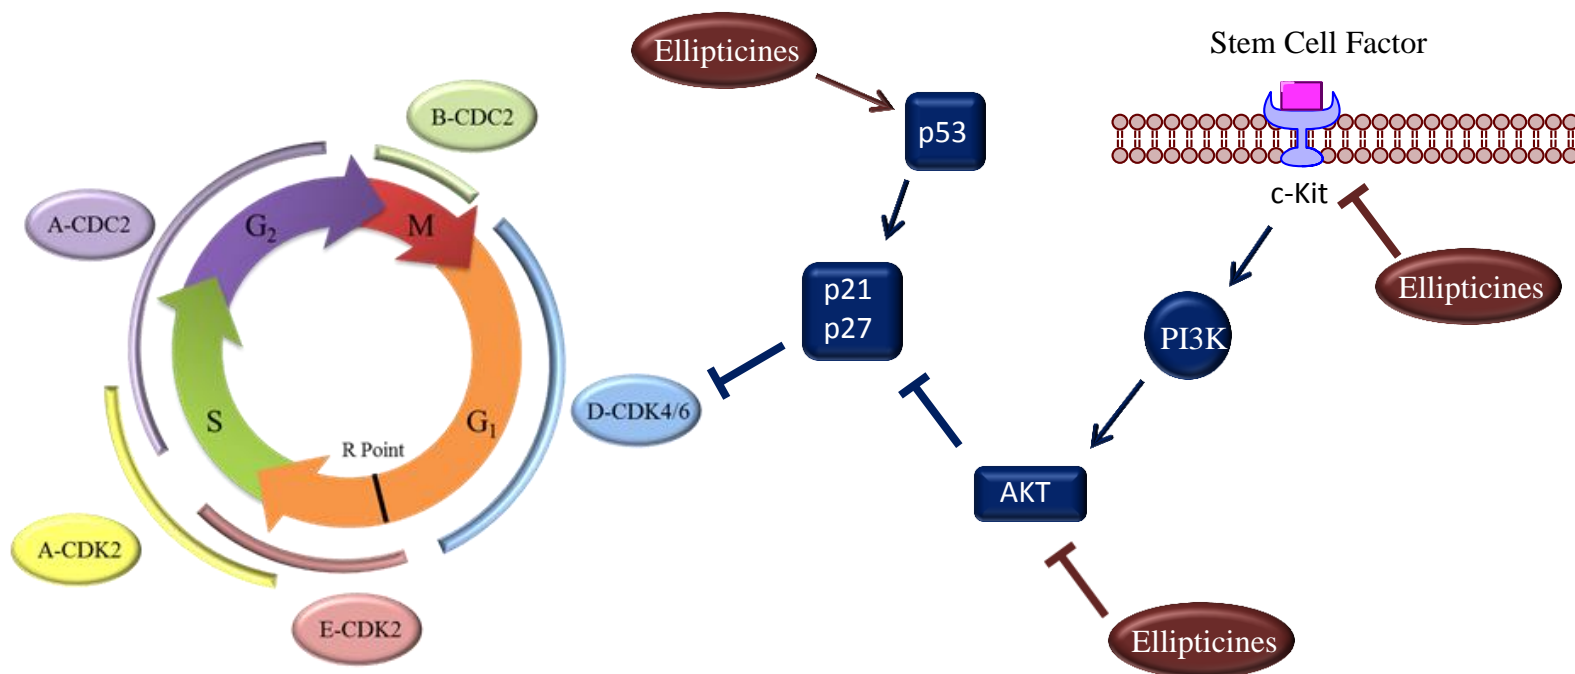 Ellipticines
Stem Cell Factor
B-CDC2
p53
A-CDC2
G₂
M
c-Kit
Ellipticines
p21
p27
PI3K
S
G₁
D-CDK4/6
R Point
AKT
A-CDK2
E-CDK2
Ellipticines